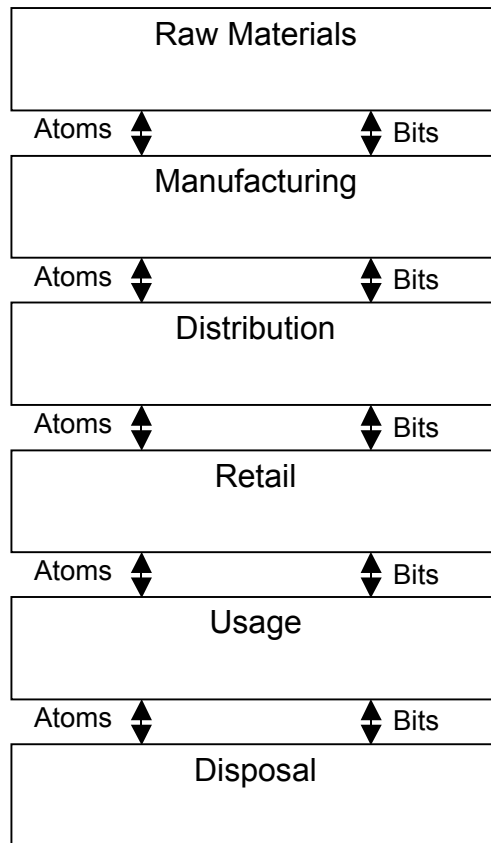 Raw Materials
Atoms Bits
Manufacturing
Atoms Bits
Distribution
Atoms Bits
Retail
Atoms Bits
Usage
Atoms Bits
Disposal